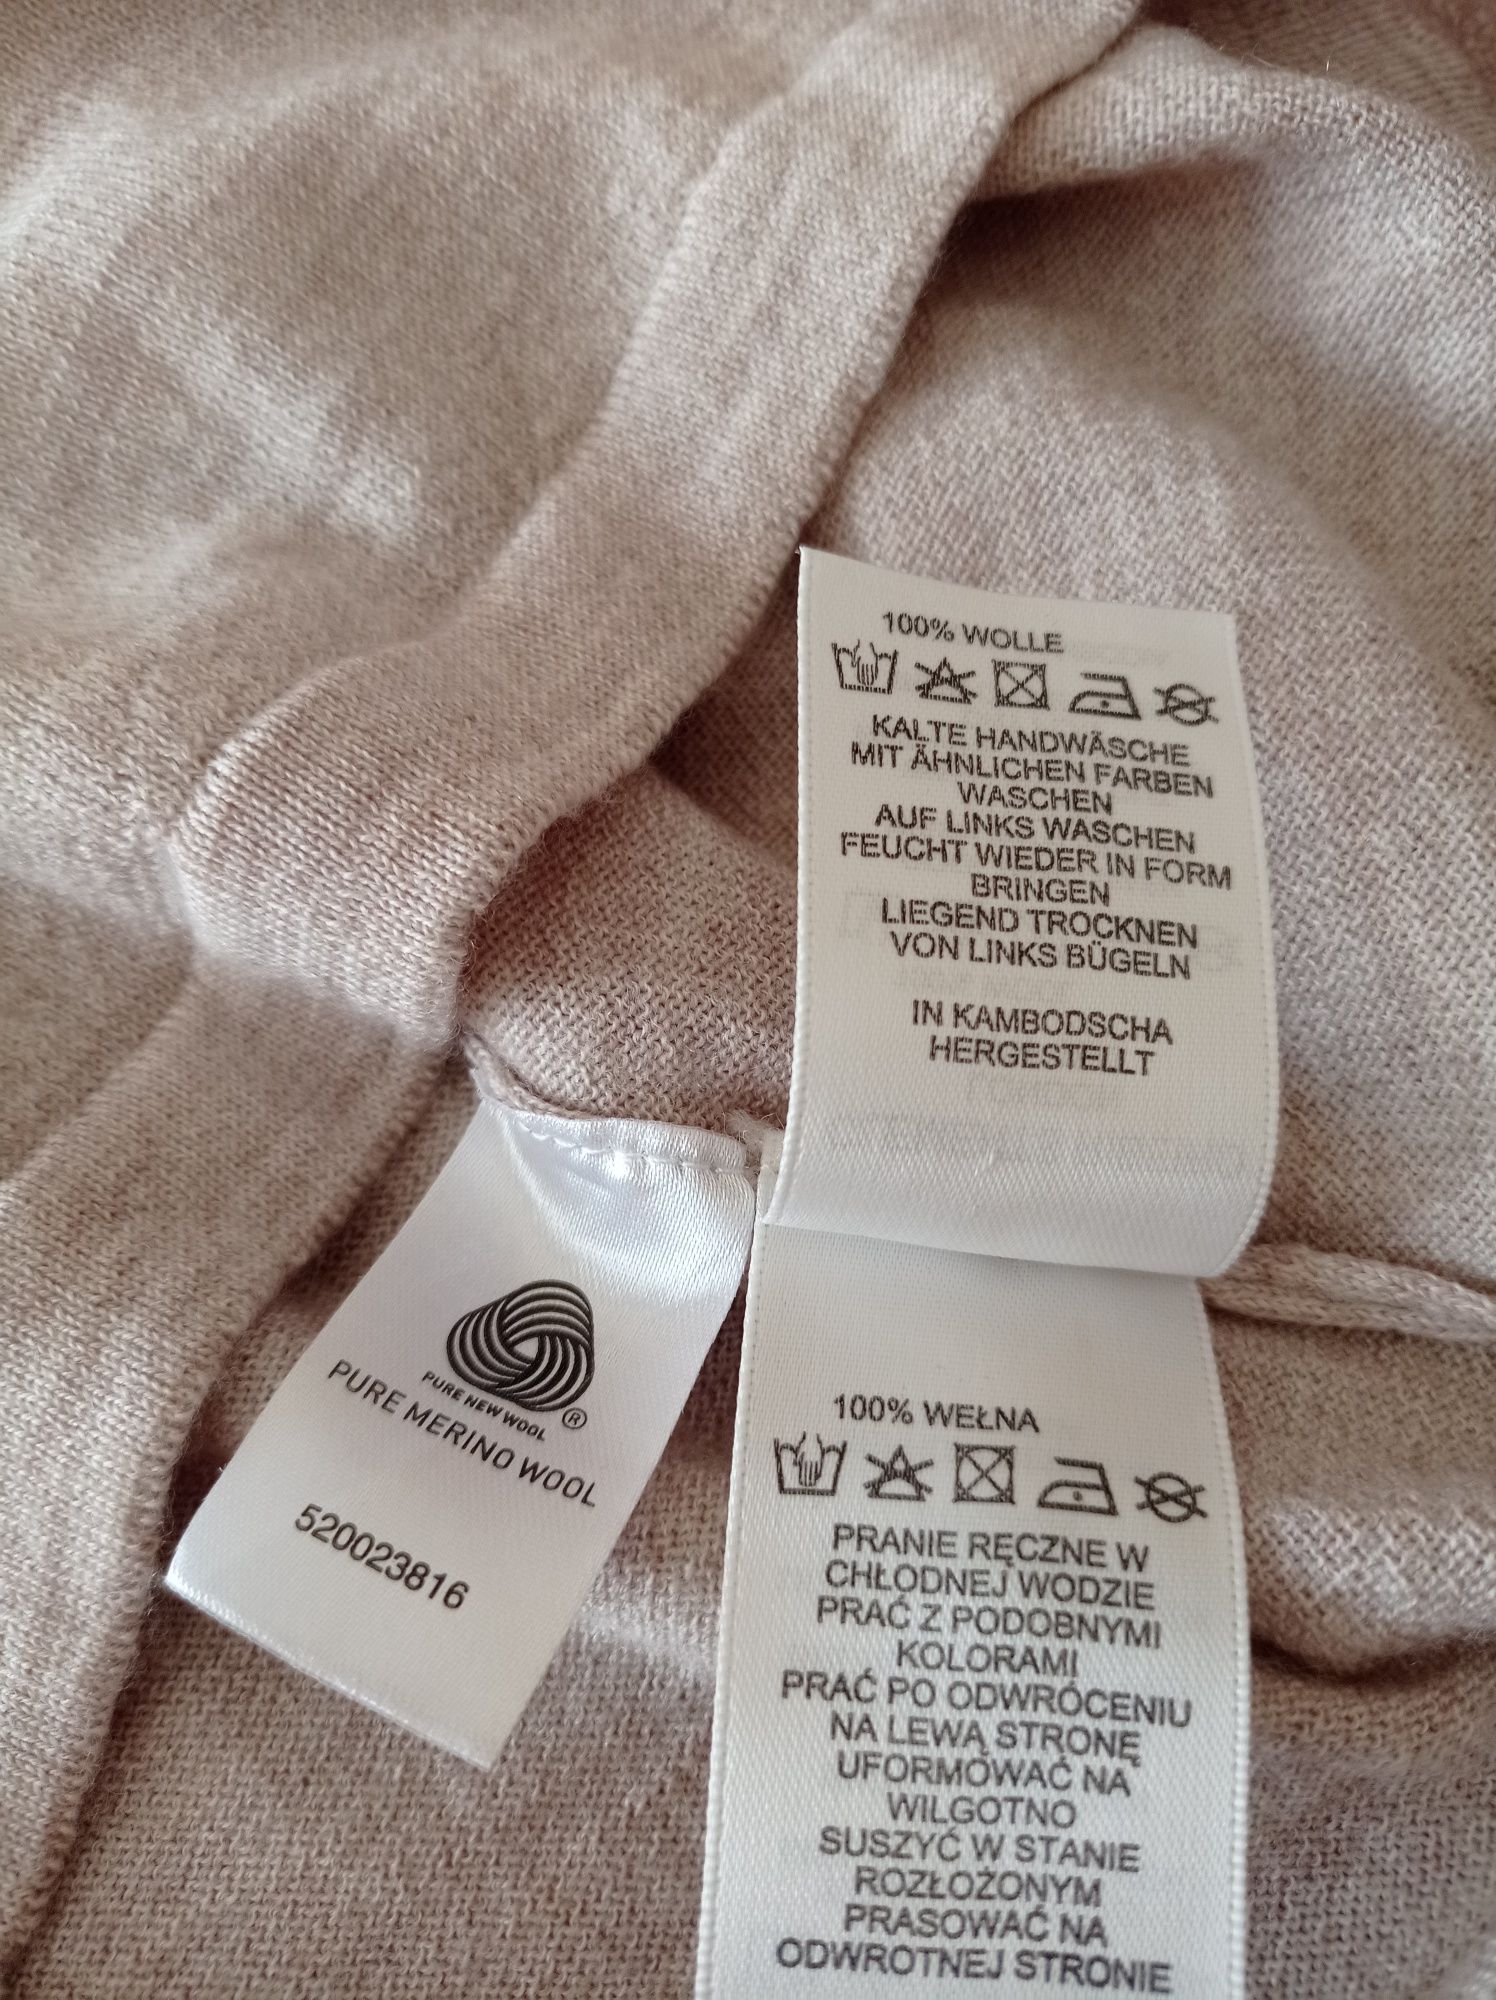 100% WOLLE
KALTE HANDWÄSCHE
MIT ÄHNLICHEN FARBEN
WASCHEN
AUF LINKS WASCHEN
FEUCHT WIEDER IN FORM
BRINGEN
LIEGEND TROCKNEN
VON LINKS BÜGELN
IN KAMBODSCHA
HERGESTELLT
PURE NEW WOOL ®
PURE MERINO WOOL
520023816
100% WEŁNA
PRANIE RĘCZNE W
CHŁODNEJ WODZIE
PRAĆ Z PODOBNYMI
KOLORAMI
PRAĆ PO ODWRÓCENIU
NA LEWĄ STRONĘ
UFORMÓWAĆ NA
WILGOTNO
SUSZYĆ W STANIE
ROZŁOŻONYM
PRASOWAĆ NA
ODWROTNEJ STRONIE